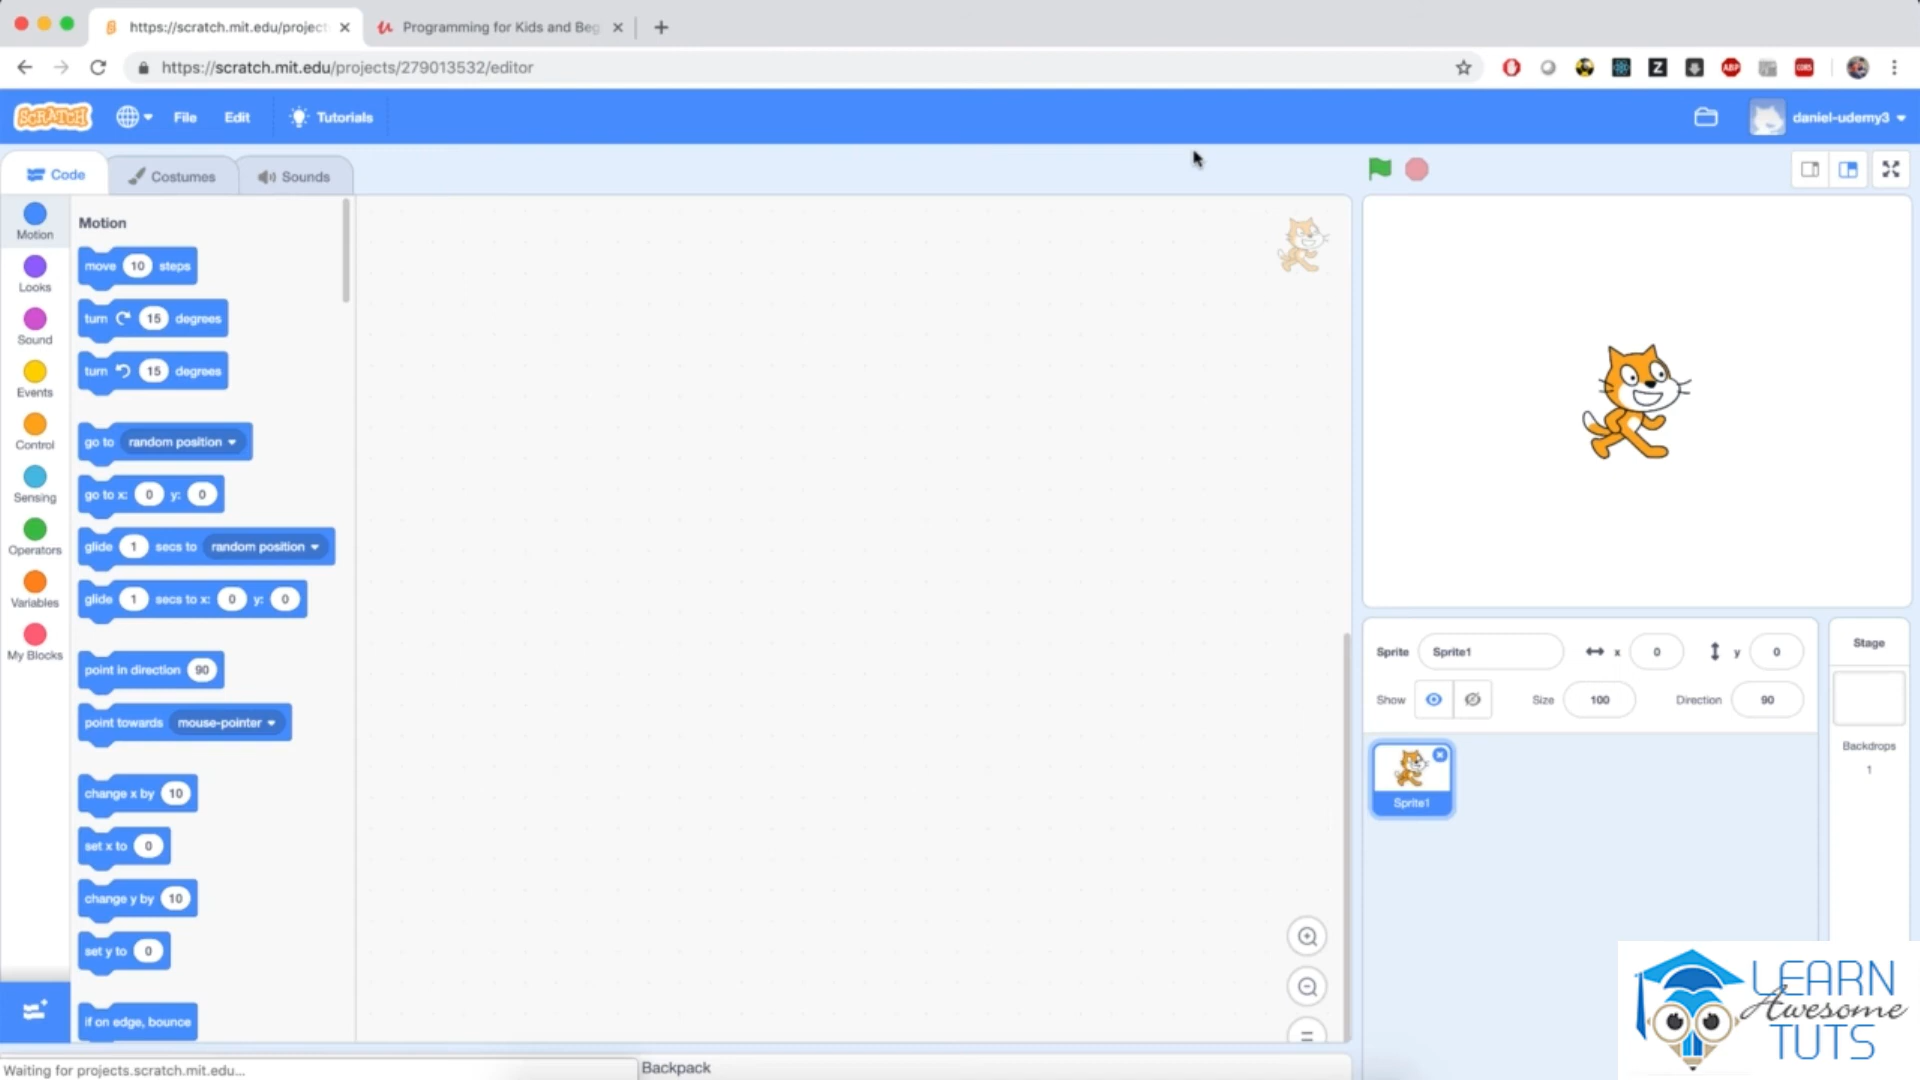 https://scratch.mit.edu/project
Programming for Kids and Beg
https://scratch.mit.edu/projects/279013532/editor
ABP
SCRATCH
File
Edit
Tutorials
daniel-udemy3
Code
Costumes
Sounds
Motion
Looks
Sound
Events
Control
Sensing
Operators
Variables
My Blocks
Motion
move 10 steps
turn 15 degrees
turn 15 degrees
go to random position
go to x: 0 y: 0
glide 1 secs to random position
glide 1 secs to x: 0 y: 0
point in direction 90
point towards mouse-pointer
change x by 10
set x to 0
change y by 10
set y to 0
if on edge, bounce
Sprite Sprite1 x 0 y 0
Show Size 100 Direction 90
Sprite1
Stage
Backdrops
1
Backpack
Waiting for projects.scratch.mit.edu...
LEARN
Awesome
TUTS